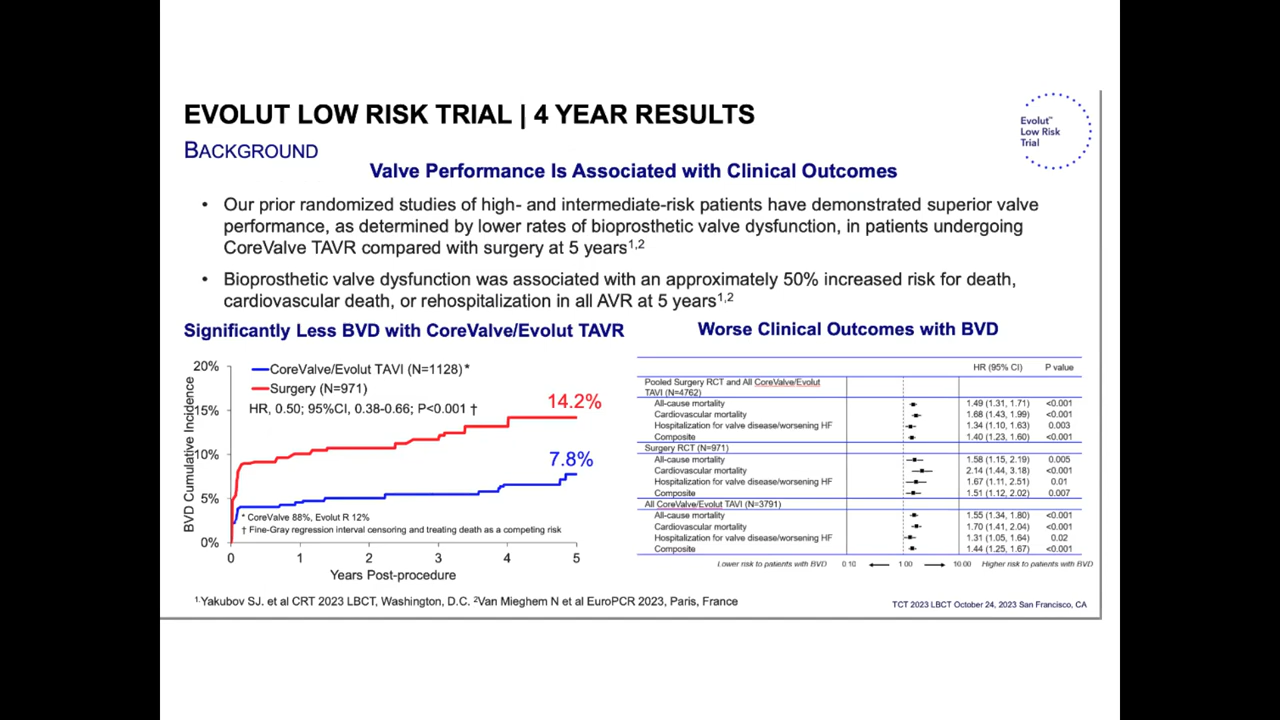 EVOLUT LOW RISK TRIAL | 4 YEAR RESULTS
Evolut™
Low Risk
Trial
BACKGROUND
Valve Performance Is Associated with Clinical Outcomes
• Our prior randomized studies of high- and intermediate-risk patients have demonstrated superior valve
performance, as determined by lower rates of bioprosthetic valve dysfunction, in patients undergoing
CoreValve TAVR compared with surgery at 5 years1,2
• Bioprosthetic valve dysfunction was associated with an approximately 50% increased risk for death,
cardiovascular death, or rehospitalization in all AVR at 5 years1,2
Significantly Less BVD with CoreValve/Evolut TAVR
BVD Cumulative Incidence
20%
15%
10%
5%
0%
CoreValve/Evolut TAVI (N=1128)*
Surgery (N=971)
HR, 0.50; 95%CI, 0.38-0.66; P<0.001 †
14.2%
7.8%
* CoreValve 88%, Evolut R 12%
† Fine-Gray regression interval censoring and treating death as a competing risk
0 1 2 3 4 5
Years Post-procedure
Worse Clinical Outcomes with BVD
HR (95% CI) P value
Pooled Surgery RCT and All CoreValve/Evolut
TAVI (N=4762)
All-cause mortality 1.49 (1.31, 1.71) <0.001
Cardiovascular mortality 1.68 (1.43, 1.99) <0.001
Hospitalization for valve disease/worsening HF 1.34 (1.10, 1.63) 0.003
Composite 1.40 (1.23, 1.60) <0.001
Surgery RCT (N=971)
All-cause mortality 1.58 (1.15, 2.19) 0.005
Cardiovascular mortality 2.14 (1.44, 3.18) <0.001
Hospitalization for valve disease/worsening HF 1.67 (1.11, 2.51) 0.01
Composite 1.51 (1.12, 2.02) 0.007
All CoreValve/Evolut TAVI (N=3791)
All-cause mortality 1.55 (1.34, 1.80) <0.001
Cardiovascular mortality 1.70 (1.41, 2.04) <0.001
Hospitalization for valve disease/worsening HF 1.31 (1.05, 1.64) 0.02
Composite 1.44 (1.25, 1.67) <0.001
Lower risk to patients with BVD 0.10 1.00 10.00 Higher risk to patients with BVD
1.Yakubov SJ. et al CRT 2023 LBCT, Washington, D.C. 2Van Mieghem N et al EuroPCR 2023, Paris, France
TCT 2023 LBCT October 24, 2023 San Francisco, CA